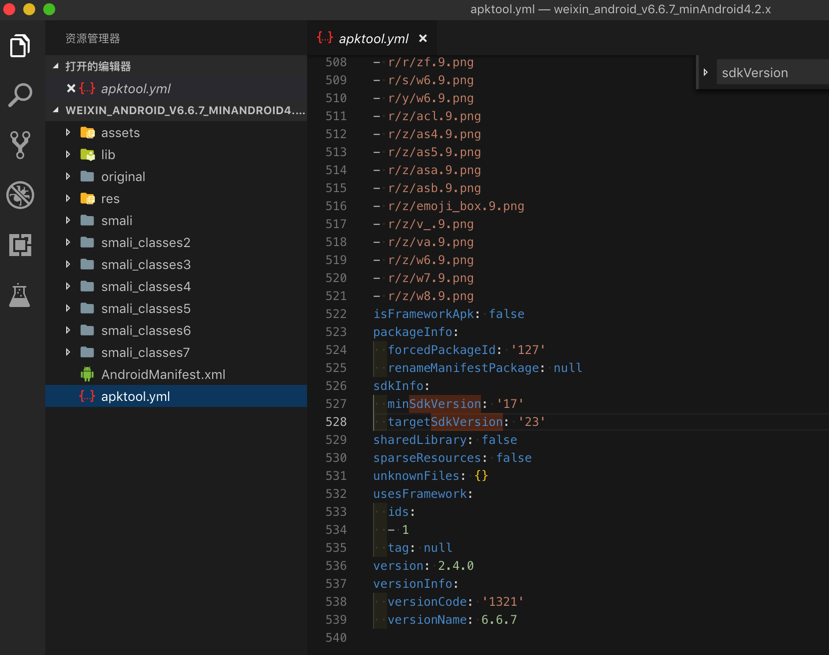 apktool.yml — weixin_android_v6.6.7_minAndroid4.2.x
资源管理器
打开的编辑器
apktool.yml
WEIXIN_ANDROID_V6.6.7_MINANDROID4....
assets
lib
original
res
smali
smali_classes2
smali_classes3
smali_classes4
smali_classes5
smali_classes6
smali_classes7
AndroidManifest.xml
{..} apktool.yml
{..} apktool.yml ×
sdkVersion
508 - r/r/zf.9.png
509 - r/s/w6.9.png
510 - r/y/w6.9.png
511 - r/z/acl.9.png
512 - r/z/as4.9.png
513 - r/z/as5.9.png
514 - r/z/asa.9.png
515 - r/z/asb.9.png
516 - r/z/emoji_box.9.png
517 - r/z/v_.9.png
518 - r/z/va.9.png
519 - r/z/w6.9.png
520 - r/z/w7.9.png
521 - r/z/w8.9.png
522 isFrameworkApk: false
523 packageInfo:
524   forcedPackageId: '127'
525   renameManifestPackage: null
526 sdkInfo:
527   minSdkVersion: '17'
528   targetSdkVersion: '23'
529 sharedLibrary: false
530 sparseResources: false
531 unknownFiles: {}
532 usesFramework:
533   ids:
534   - 1
535   tag: null
536 version: 2.4.0
537 versionInfo:
538   versionCode: '1321'
539   versionName: 6.6.7
540